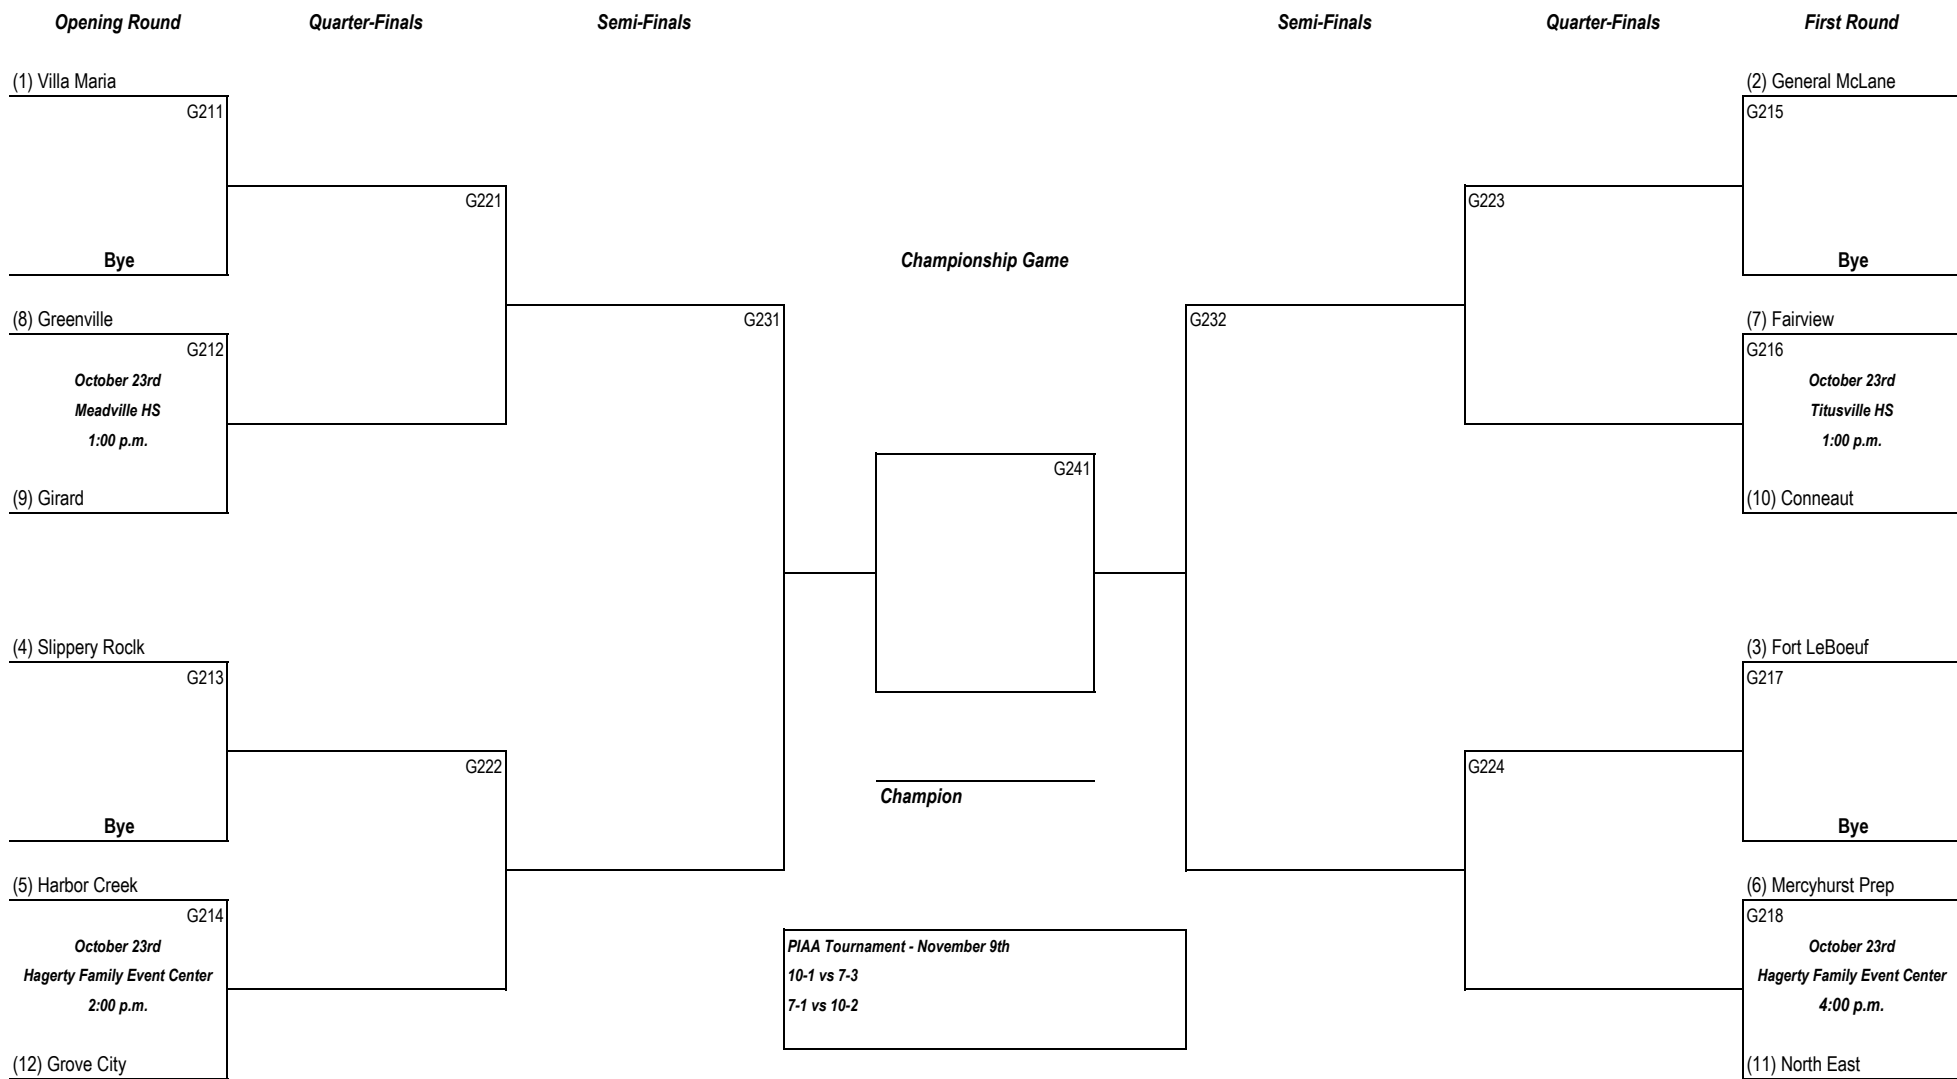 Opening Round
Quarter-Finals
Semi-Finals
Semi-Finals
Quarter-Finals
First Round
(1) Villa Maria
G211
Bye
G221
(8) Greenville
G212
October 23rd
Meadville HS
1:00 p.m.
(9) Girard
G231
(4) Slippery Roclk
G213
Bye
G222
(5) Harbor Creek
G214
October 23rd
Hagerty Family Event Center
2:00 p.m.
(12) Grove City
Championship Game
G241
Champion
PIAA Tournament - November 9th
10-1 vs 7-3
7-1 vs 10-2
(2) General McLane
G215
Bye
G223
(7) Fairview
G216
October 23rd
Titusville HS
1:00 p.m.
(10) Conneaut
G232
(3) Fort LeBoeuf
G217
Bye
G224
(6) Mercyhurst Prep
G218
October 23rd
Hagerty Family Event Center
4:00 p.m.
(11) North East